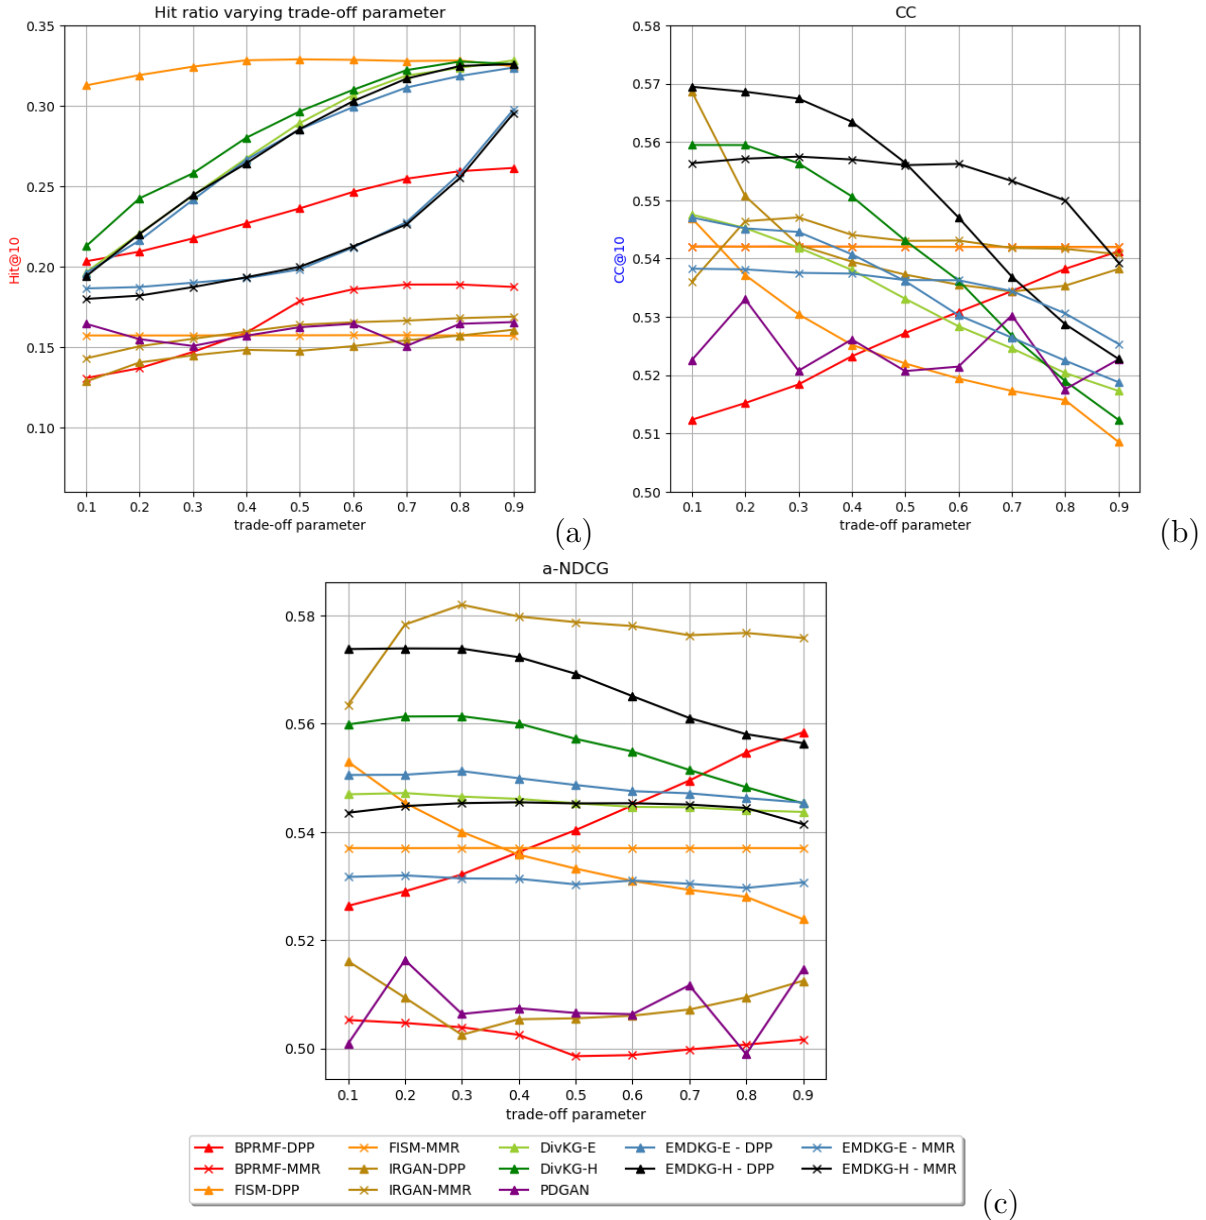 Hit ratio varying trade-off parameter
0.35
0.30
0.25
0.20
0.15
0.10
Hit@10
0.1 0.2 0.3 0.4 0.5 0.6 0.7 0.8 0.9
trade-off parameter
(a)
CC
0.58
0.57
0.56
0.55
0.54
0.53
0.52
0.51
0.50
CC@10
0.1 0.2 0.3 0.4 0.5 0.6 0.7 0.8 0.9
trade-off parameter
(b)
a-NDCG
0.58
0.56
0.54
0.52
0.50
0.1 0.2 0.3 0.4 0.5 0.6 0.7 0.8 0.9
trade-off parameter
BPRMF-DPP FISM-MMR DivKG-E EMDKG-E - DPP EMDKG-E - MMR
BPRMF-MMR IRGAN-DPP DivKG-H EMDKG-H - DPP EMDKG-H - MMR
FISM-DPP IRGAN-MMR PDGAN
(c)